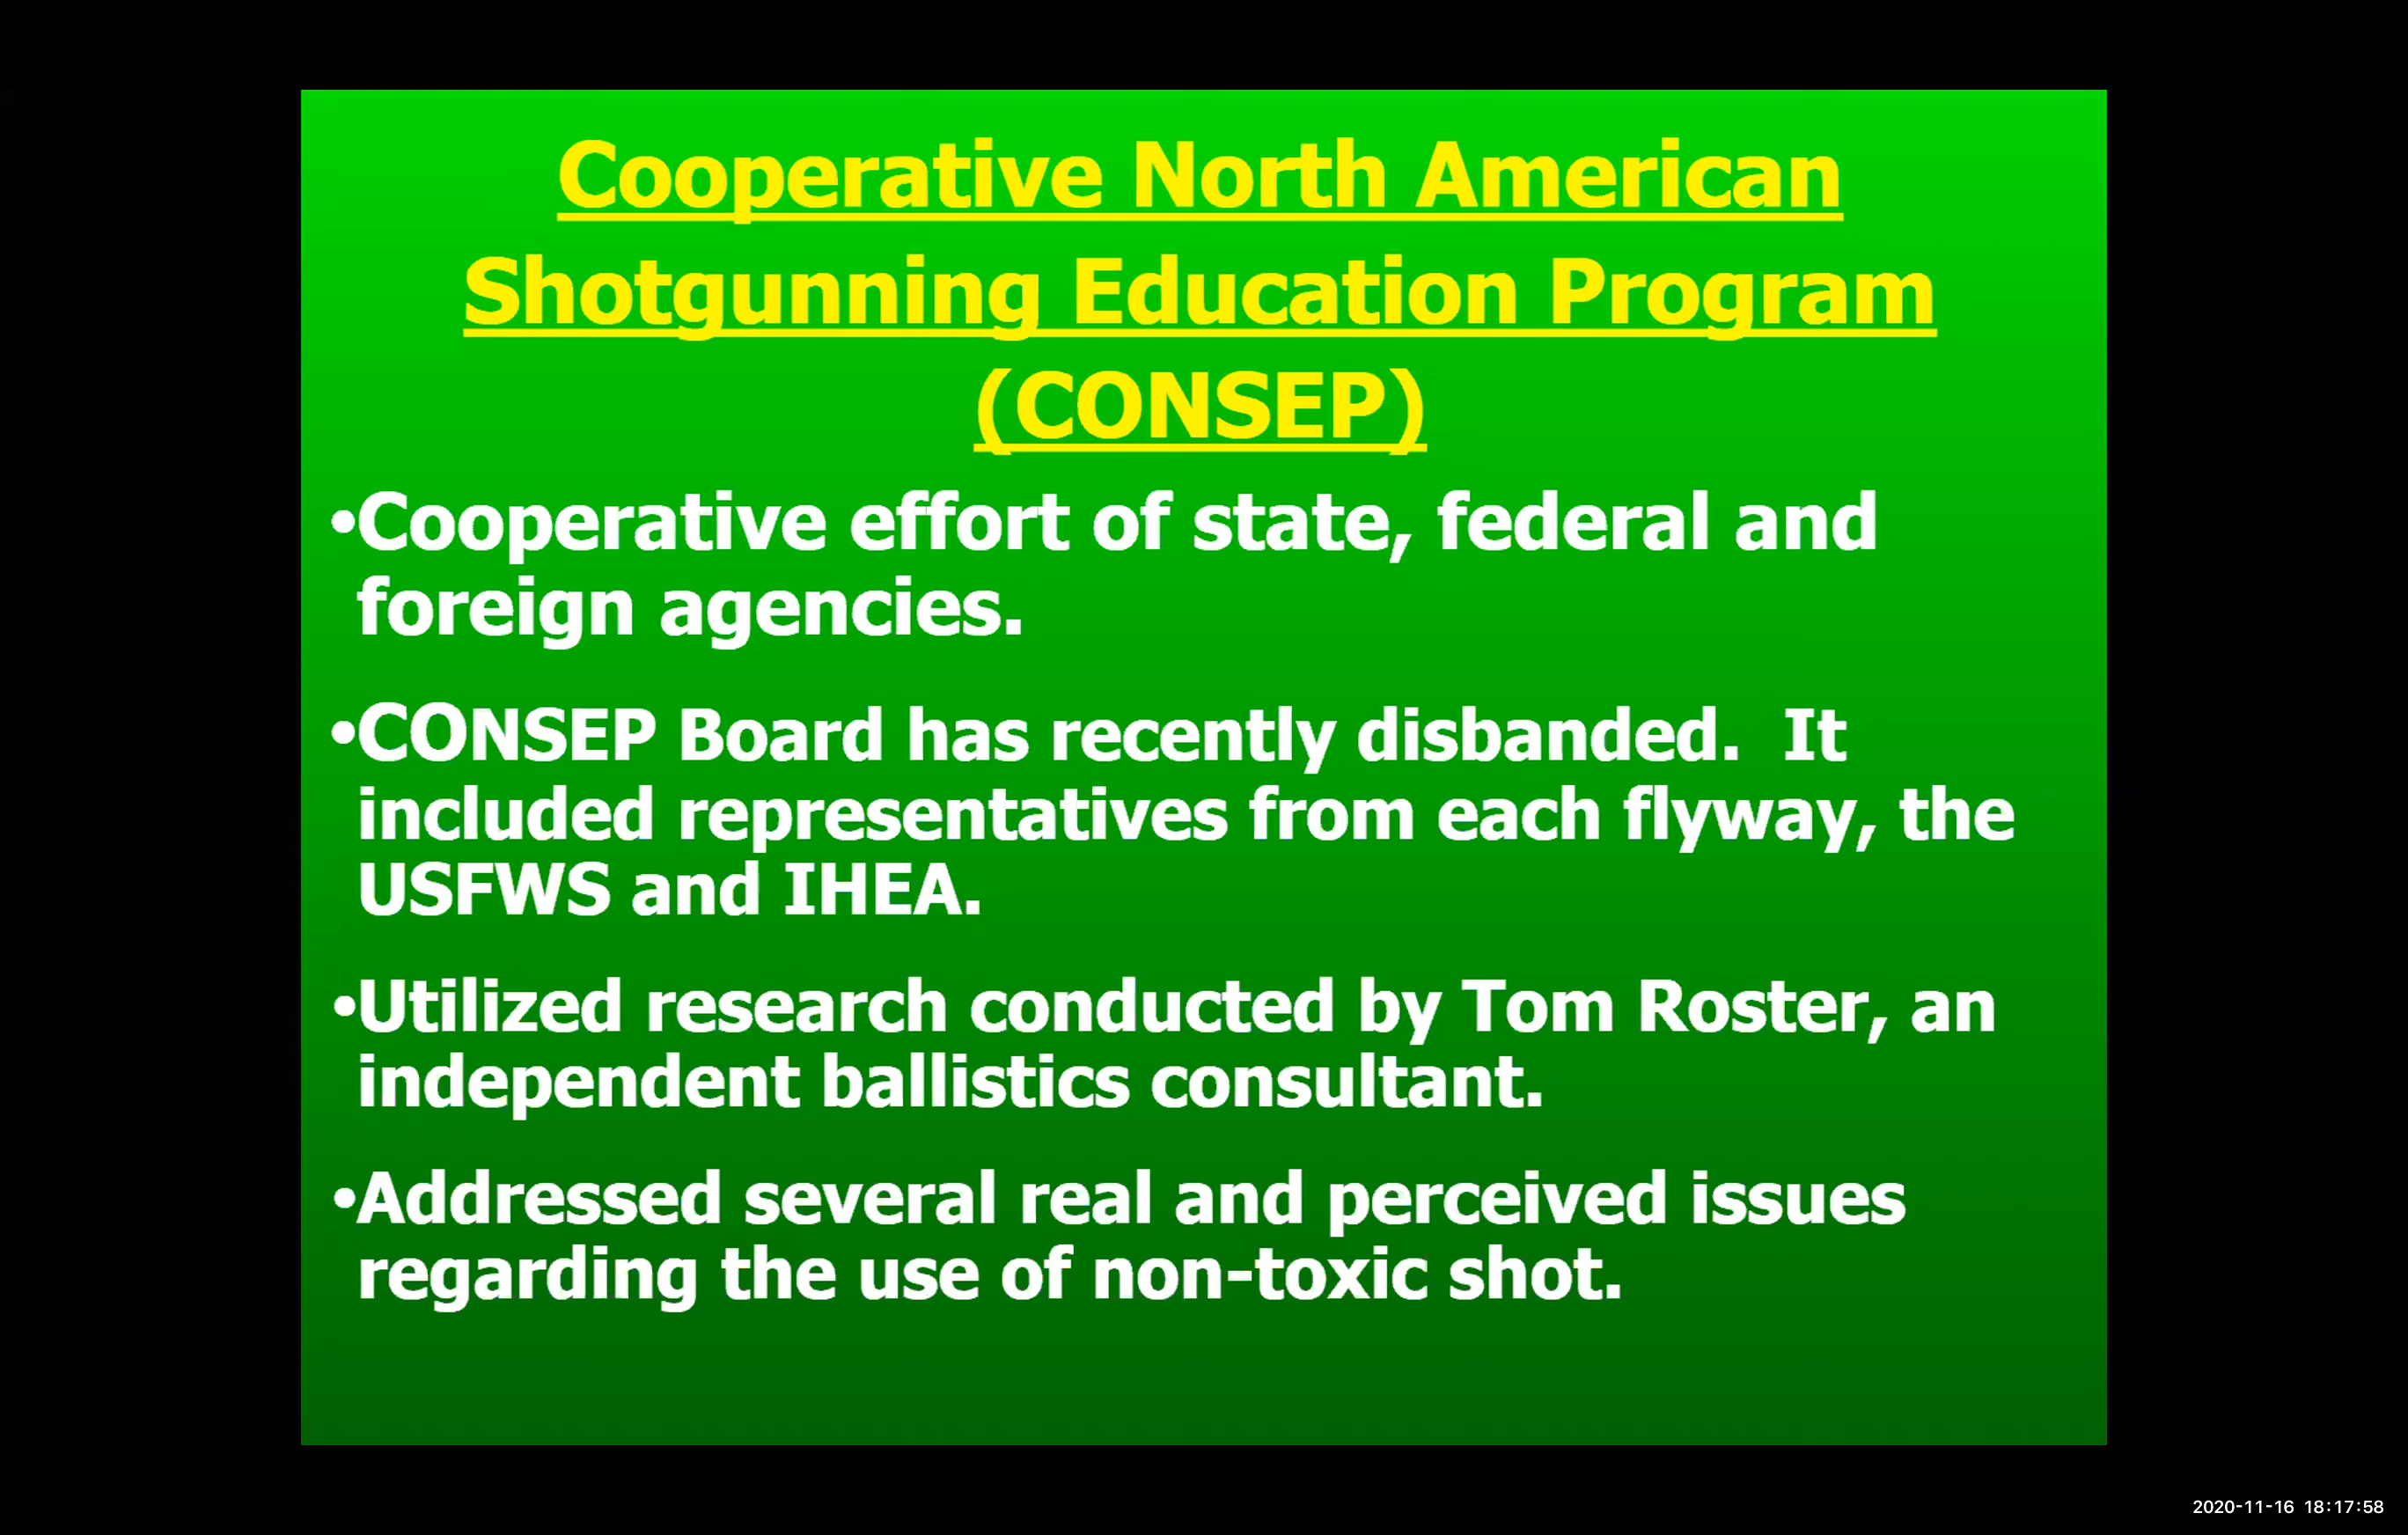 Cooperative North American
Shotgunning Education Program
(CONSEP)
•Cooperative effort of state, federal and
foreign agencies.
•CONSEP Board has recently disbanded.  It
included representatives from each flyway, the
USFWS and IHEA.
•Utilized research conducted by Tom Roster, an
independent ballistics consultant.
•Addressed several real and perceived issues
regarding the use of non-toxic shot.
2020-11-16 18:17:58